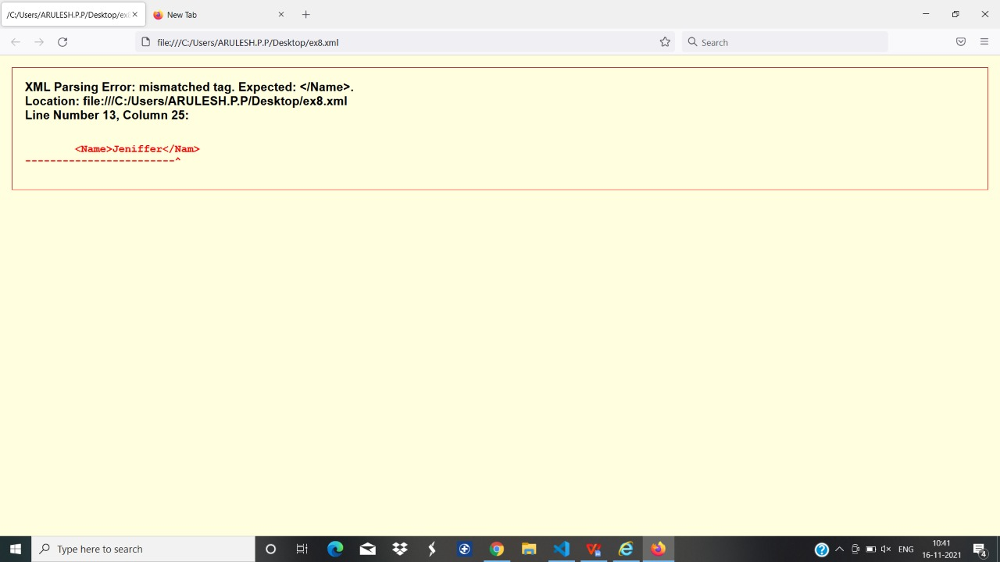 /C:/Users/ARULESH.P.P/Desktop/ex
New Tab
file:///C:/Users/ARULESH.P.P/Desktop/ex8.xml
Search
XML Parsing Error: mismatched tag. Expected: </Name>.
Location: file:///C:/Users/ARULESH.P.P/Desktop/ex8.xml
Line Number 13, Column 25:
<Name>Jeniffer</Nam>
------------------------^
Type here to search
ENG
10:41
16-11-2021
4